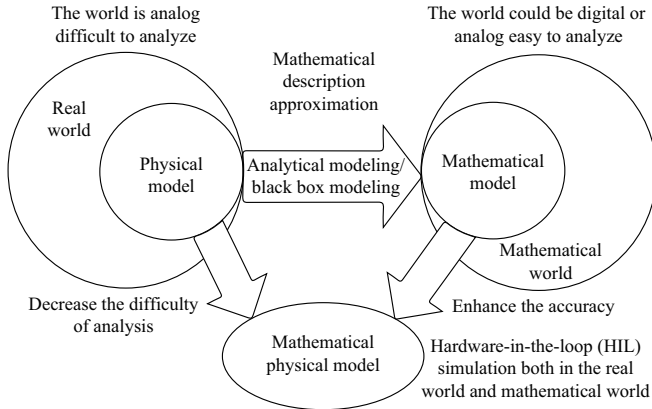 The world is analog
difficult to analyze
The world could be digital or
analog easy to analyze
Mathematical
description
approximation
Real
world
Physical
model
Analytical modeling/
black box modeling
Mathematical
model
Mathematical
world
Decrease the difficulty
of analysis
Enhance the accuracy
Mathematical
physical model
Hardware-in-the-loop (HIL)
simulation both in the real
world and mathematical world